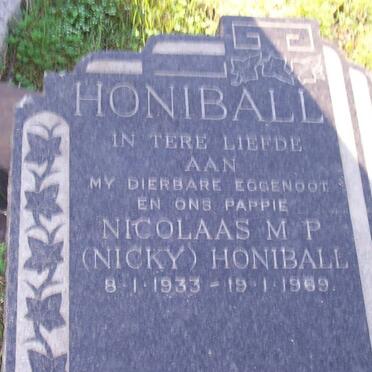 HONIBALL
IN TERE LIEFDE
AAN
MY DIERBARE EGGENOOT
EN ONS PAPPIE
NICOLAAS M P
(NICKY) HONIBALL
8·1·1933 – 19·1·1969